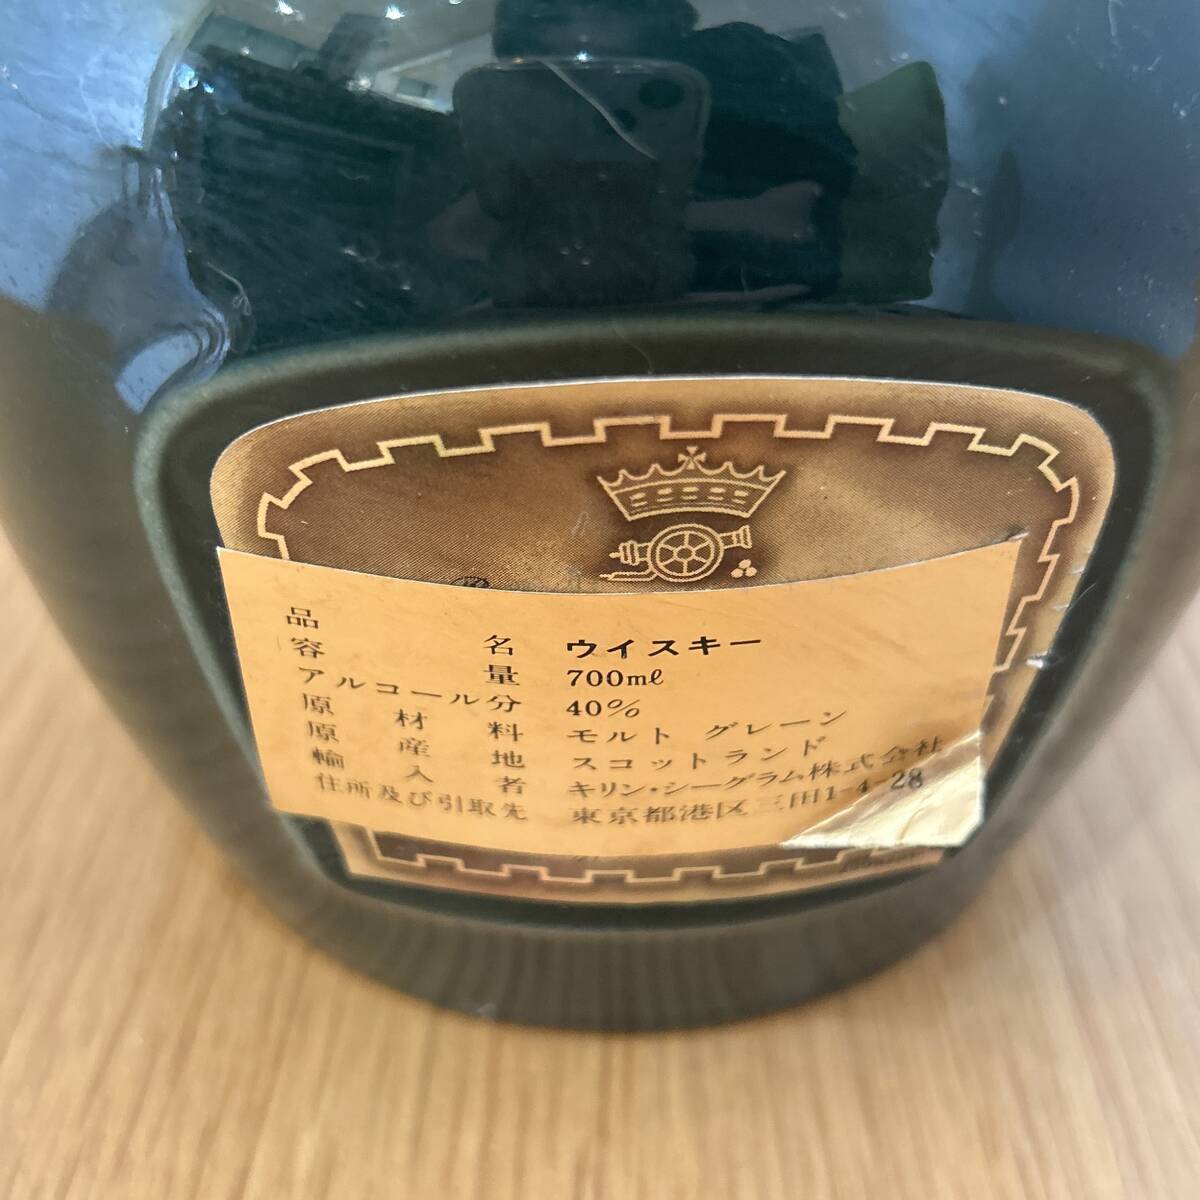 品名 ウイスキー
容量 700mℓ
アルコール分 40%
原材料 モルト グレーン
原産地 スコットランド
輸入者 キリン・シーグラム株式会社
住所及び引取先 東京都港区三田1-4-28